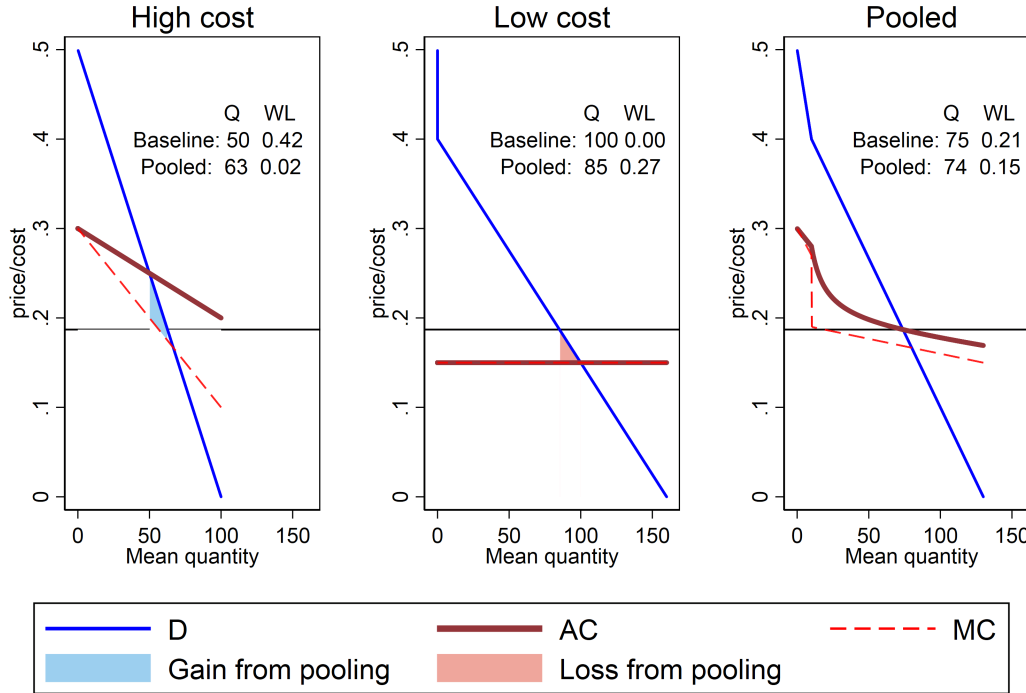 High cost
Low cost
Pooled
price/cost
0
.1
.2
.3
.4
.5
Q WL
Baseline: 50 0.42
Pooled: 63 0.02
0 50 100 150
Mean quantity
price/cost
0
.1
.2
.3
.4
.5
Q WL
Baseline: 100 0.00
Pooled: 85 0.27
0 50 100 150
Mean quantity
price/cost
0
.1
.2
.3
.4
.5
Q WL
Baseline: 75 0.21
Pooled: 74 0.15
0 50 100 150
Mean quantity
D AC MC
Gain from pooling Loss from pooling